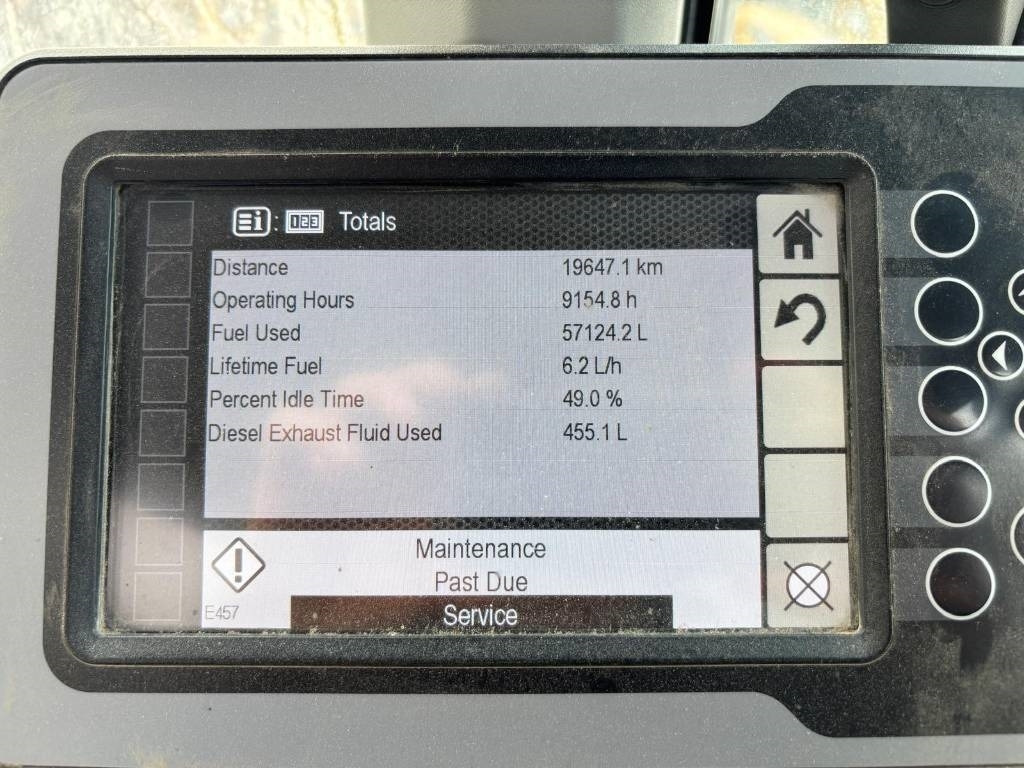 : 123 Totals
Distance 19647.1 km
Operating Hours 9154.8 h
Fuel Used 57124.2 L
Lifetime Fuel 6.2 L/h
Percent Idle Time 49.0 %
Diesel Exhaust Fluid Used 455.1 L
Maintenance
Past Due
E457 Service